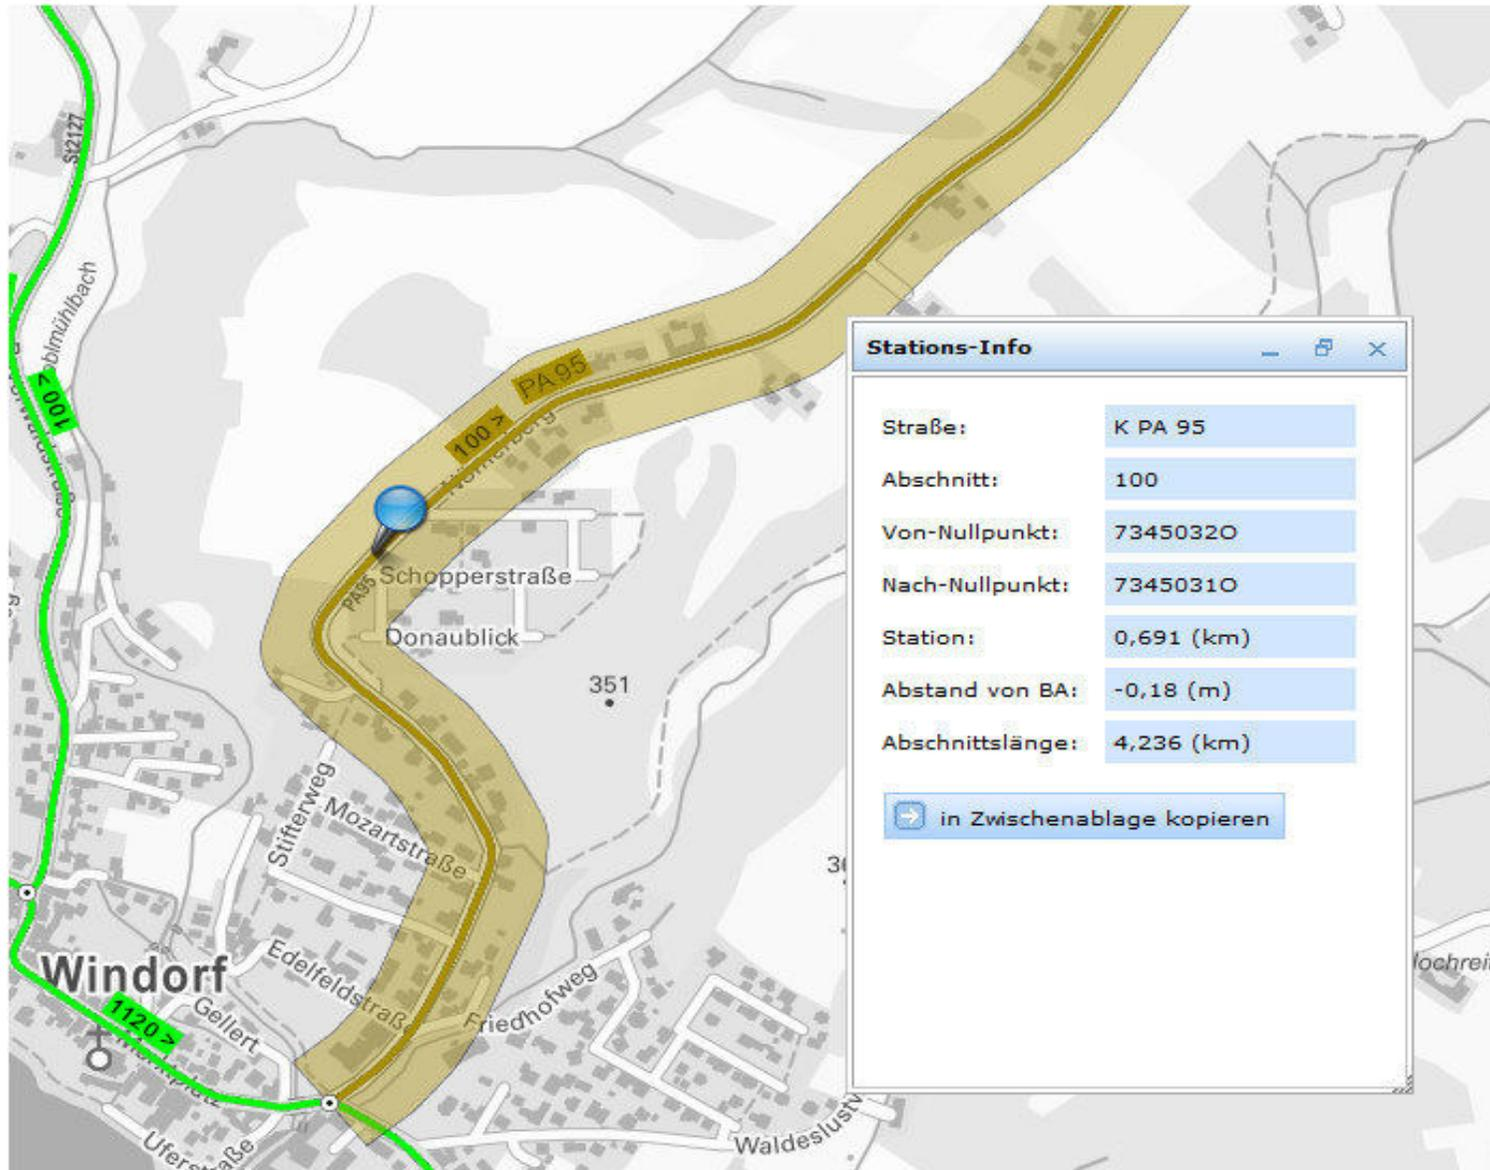 St2127
100 >
PA 95
100 >
PA95
Schopperstraße
Donaublick
351
Stifterweg
Mozartstraße
Windorf
Edelfeldstraße
Friedhofweg
Gellert
1120 >
Marktplatz
Uferstraße
Stations-Info
Straße: K PA 95
Abschnitt: 100
Von-Nullpunkt: 7345032O
Nach-Nullpunkt: 7345031O
Station: 0,691 (km)
Abstand von BA: -0,18 (m)
Abschnittslänge: 4,236 (km)
in Zwischenablage kopieren